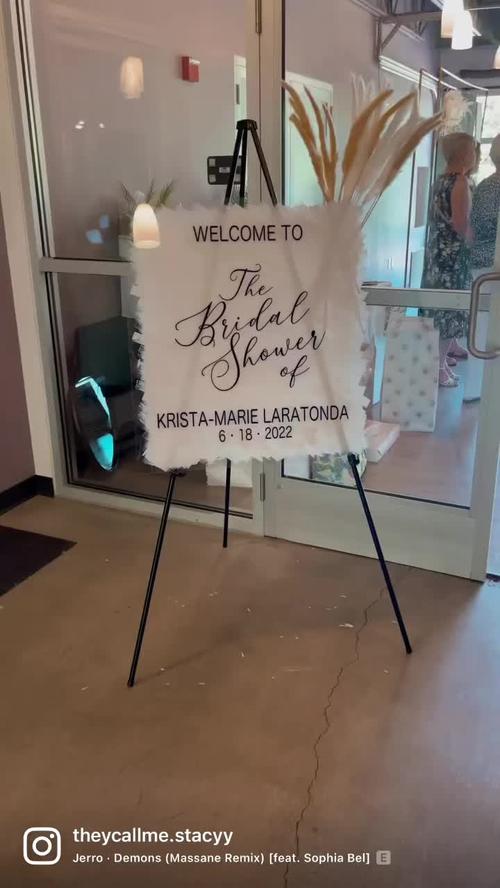 WELCOME TO
The
Bridal
Shower
of
KRISTA-MARIE LARATONDA
6 · 18 · 2022
theycallme.stacyy
Jerro · Demons (Massane Remix) [feat. Sophia Bel] E